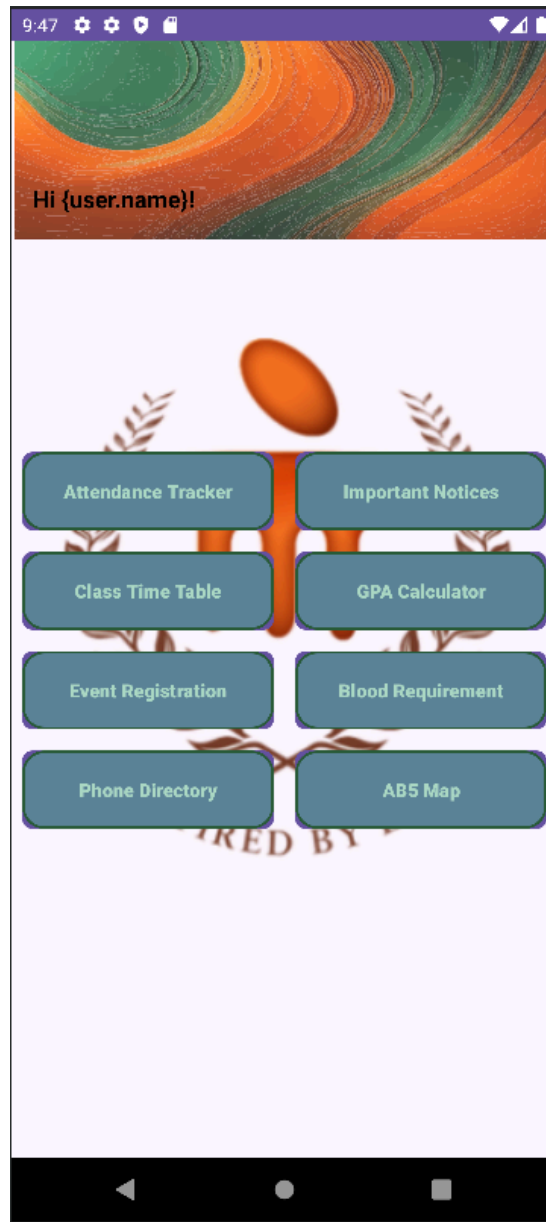 9:47
Hi {user.name}!
Attendance Tracker
Important Notices
Class Time Table
GPA Calculator
Event Registration
Blood Requirement
Phone Directory
AB5 Map
BY